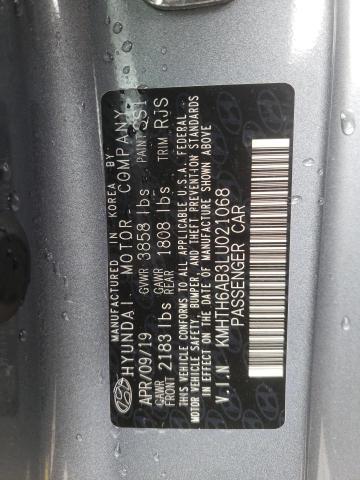 MANUFACTURED IN KOREA BY
HYUNDAI MOTOR COMPANY
APR/09/19 GVWR 3858 lbs PAINT SS1
GAWR FRONT 2183 lbs GAWR REAR 1808 lbs TRIM RJS
THIS VEHICLE CONFORMS TO ALL APPLICABLE U.S.A. FEDERAL
MOTOR VEHICLE SAFETY BUMPER, AND THEFT PREVENTION STANDARDS
IN EFFECT ON THE DATE OF MANUFACTURE SHOWN ABOVE
V.I.N KMHTH6AB3LU021068
PASSENGER CAR